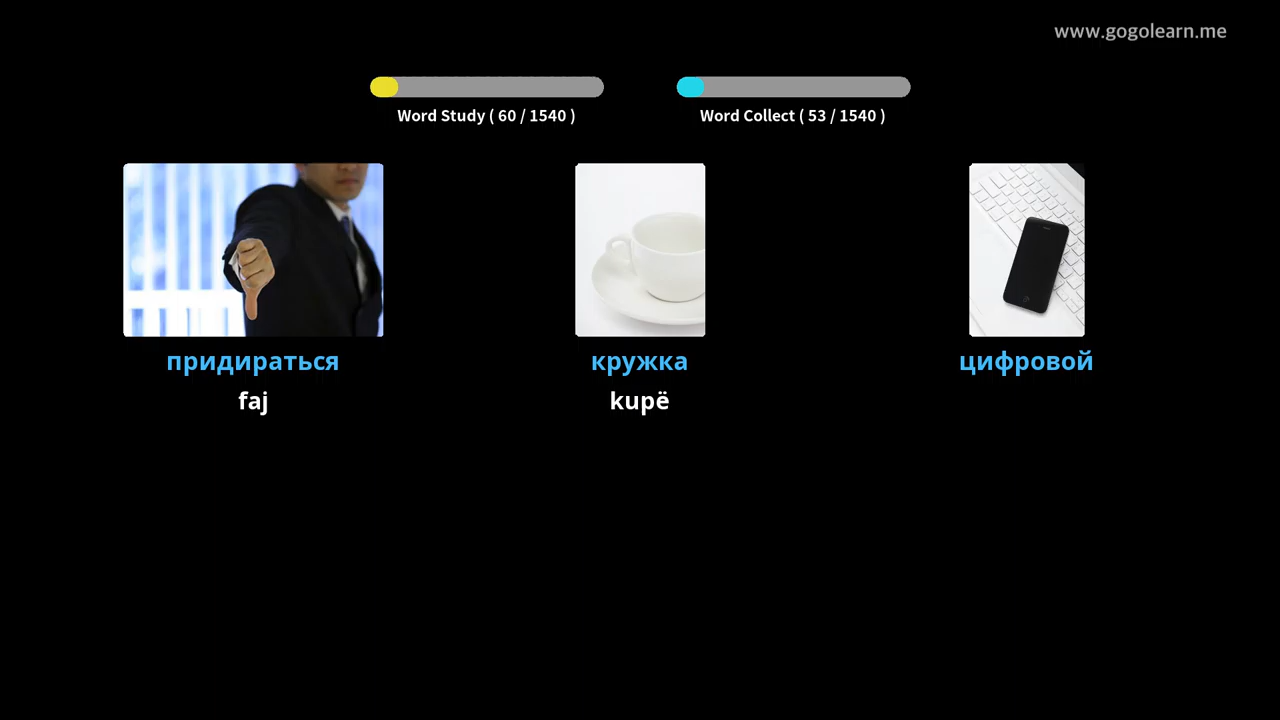 www.gogolearn.me
Word Study ( 60 / 1540 )
Word Collect ( 53 / 1540 )
придираться
кружка
цифровой
faj
kupë